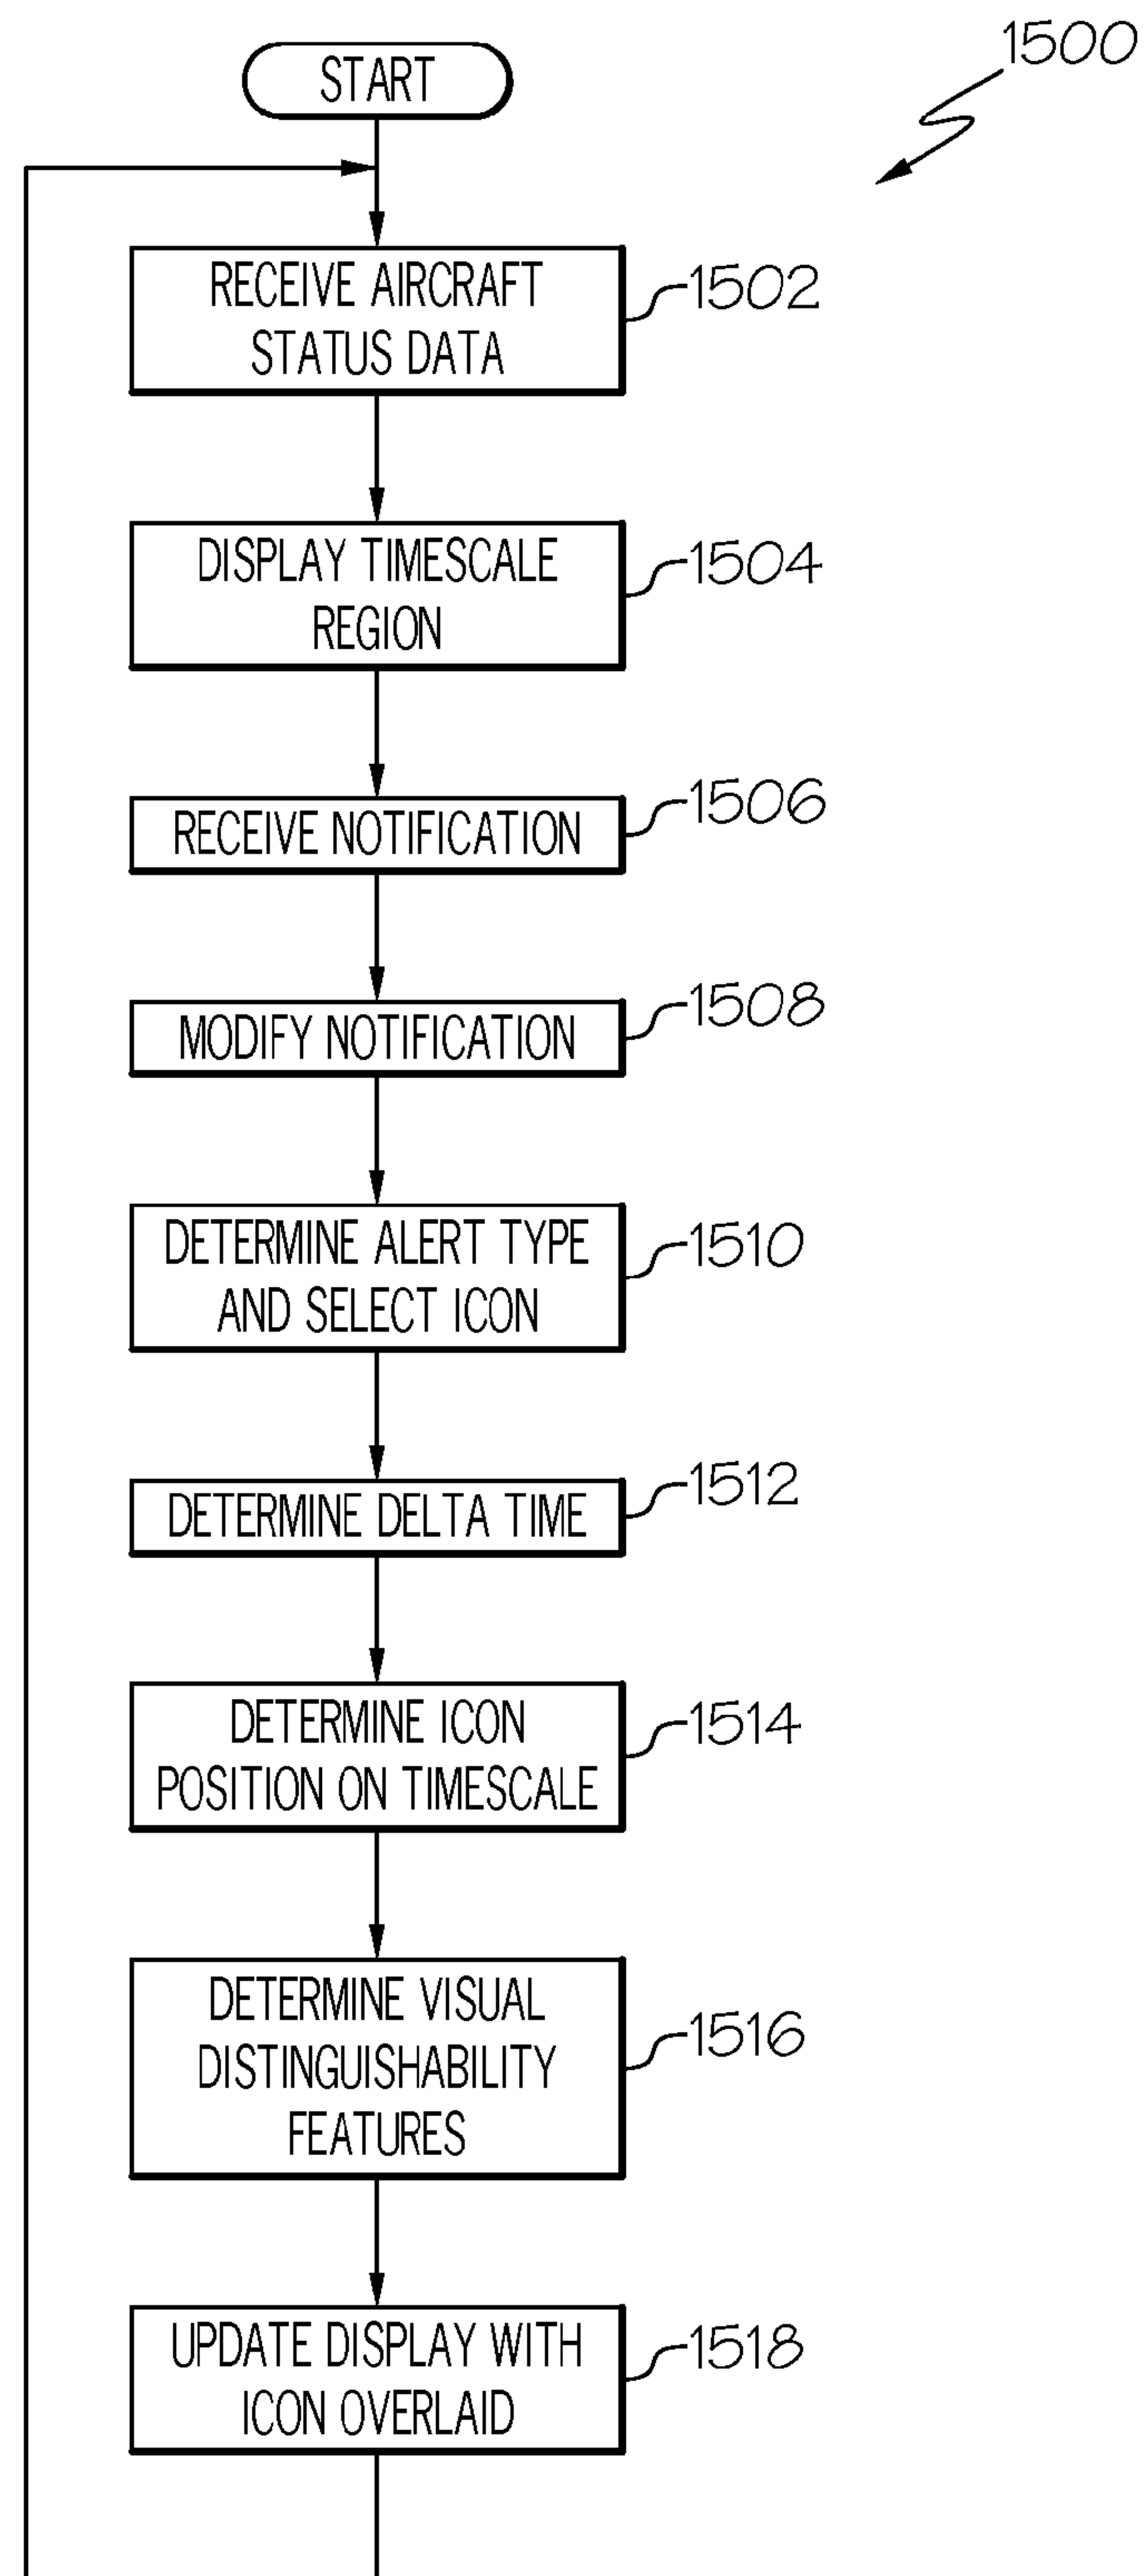 1500
START
RECEIVE AIRCRAFT
STATUS DATA
1502
DISPLAY TIMESCALE
REGION
1504
RECEIVE NOTIFICATION
1506
MODIFY NOTIFICATION
1508
DETERMINE ALERT TYPE
AND SELECT ICON
1510
DETERMINE DELTA TIME
1512
DETERMINE ICON
POSITION ON TIMESCALE
1514
DETERMINE VISUAL
DISTINGUISHABILITY
FEATURES
1516
UPDATE DISPLAY WITH
ICON OVERLAID
1518